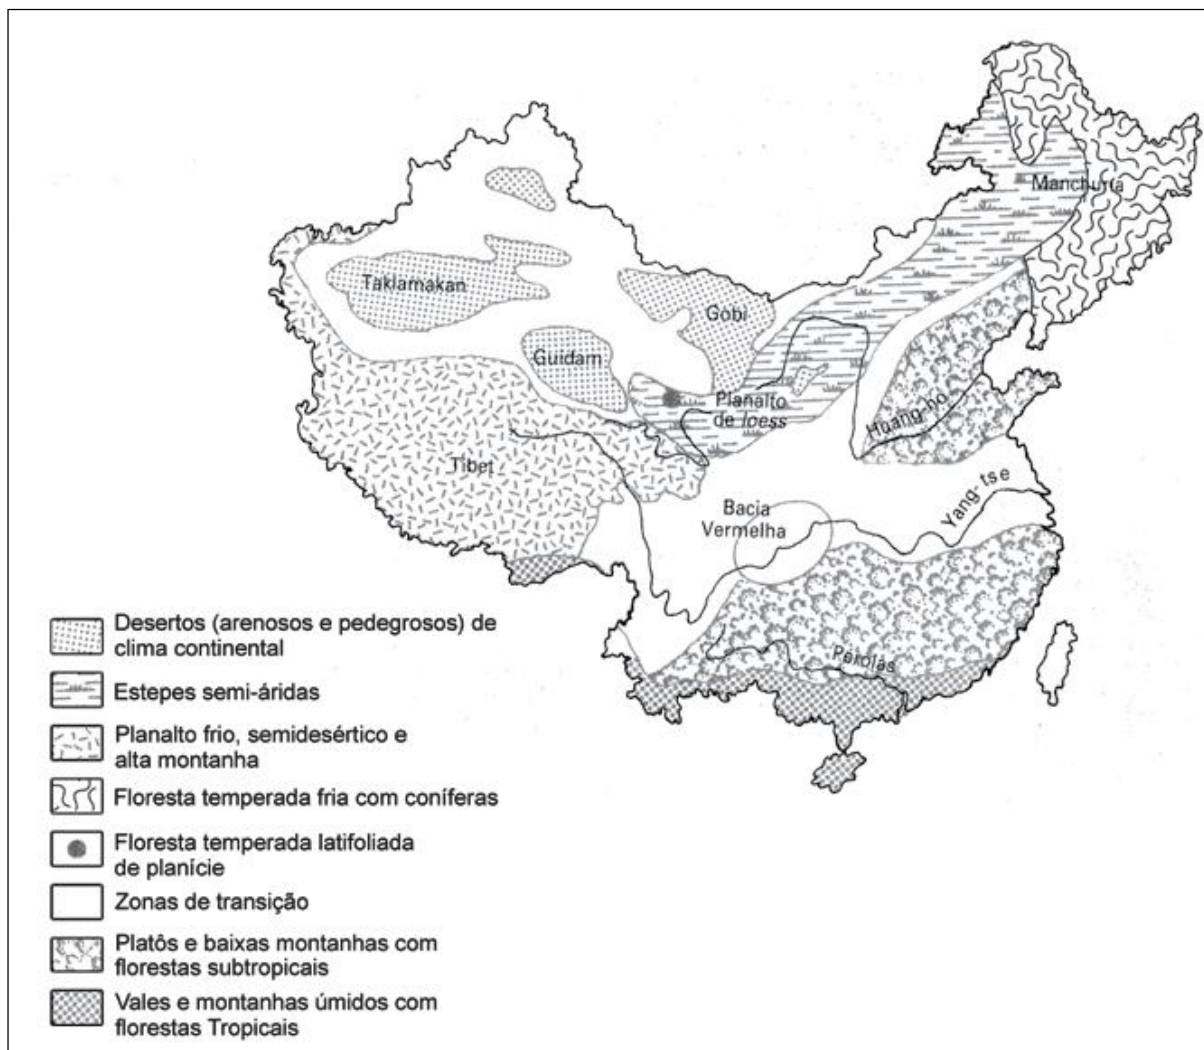 Manchuria
Taklamakan
Gobi
Guidam
Planalto
de loess
Huang-ho
Tibet
Yang-tse
Bacia
Vermelha
Perolas
Desertos (arenosos e pedegrosos) de
clima continental
Estepes semi-áridas
Planalto frio, semidesértico e
alta montanha
Floresta temperada fria com coníferas
Floresta temperada latifoliada
de planície
Zonas de transição
Platôs e baixas montanhas com
florestas subtropicais
Vales e montanhas úmidos com
florestas Tropicais